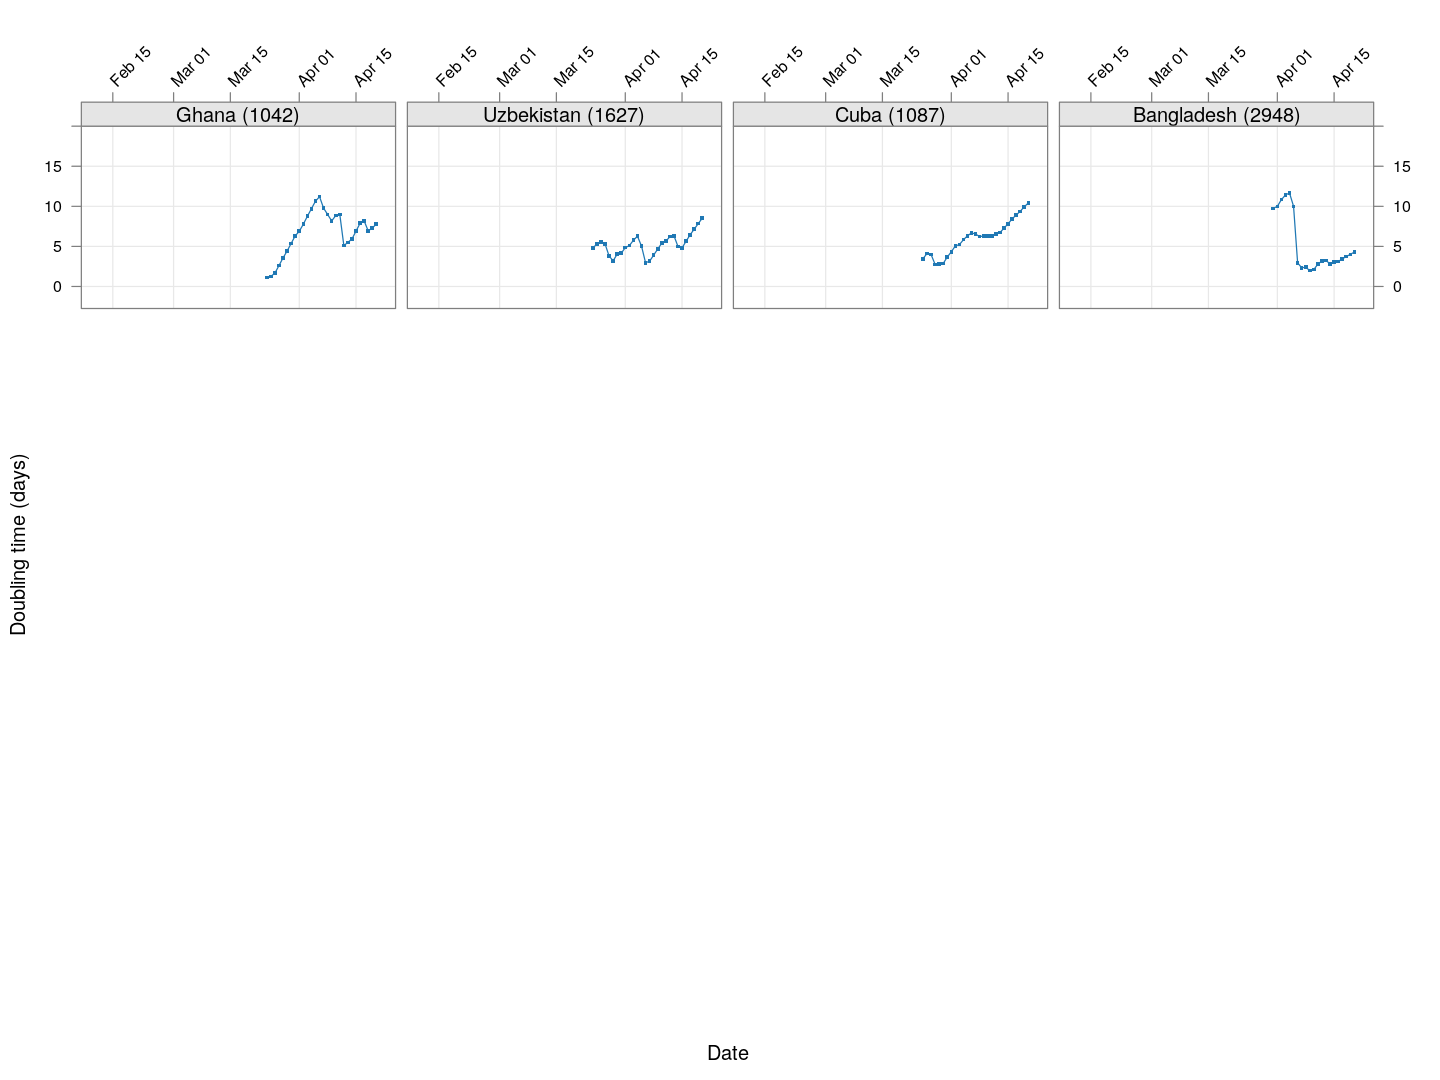 Feb 15 Mar 01 Mar 15 Apr 01 Apr 15 Feb 15 Mar 01 Mar 15 Apr 01 Apr 15 Feb 15 Mar 01 Mar 15 Apr 01 Apr 15 Feb 15 Mar 01 Mar 15 Apr 01 Apr 15
Ghana (1042) Uzbekistan (1627) Cuba (1087) Bangladesh (2948)
15 15
10 10
5 5
0 0
Doubling time (days)
Date